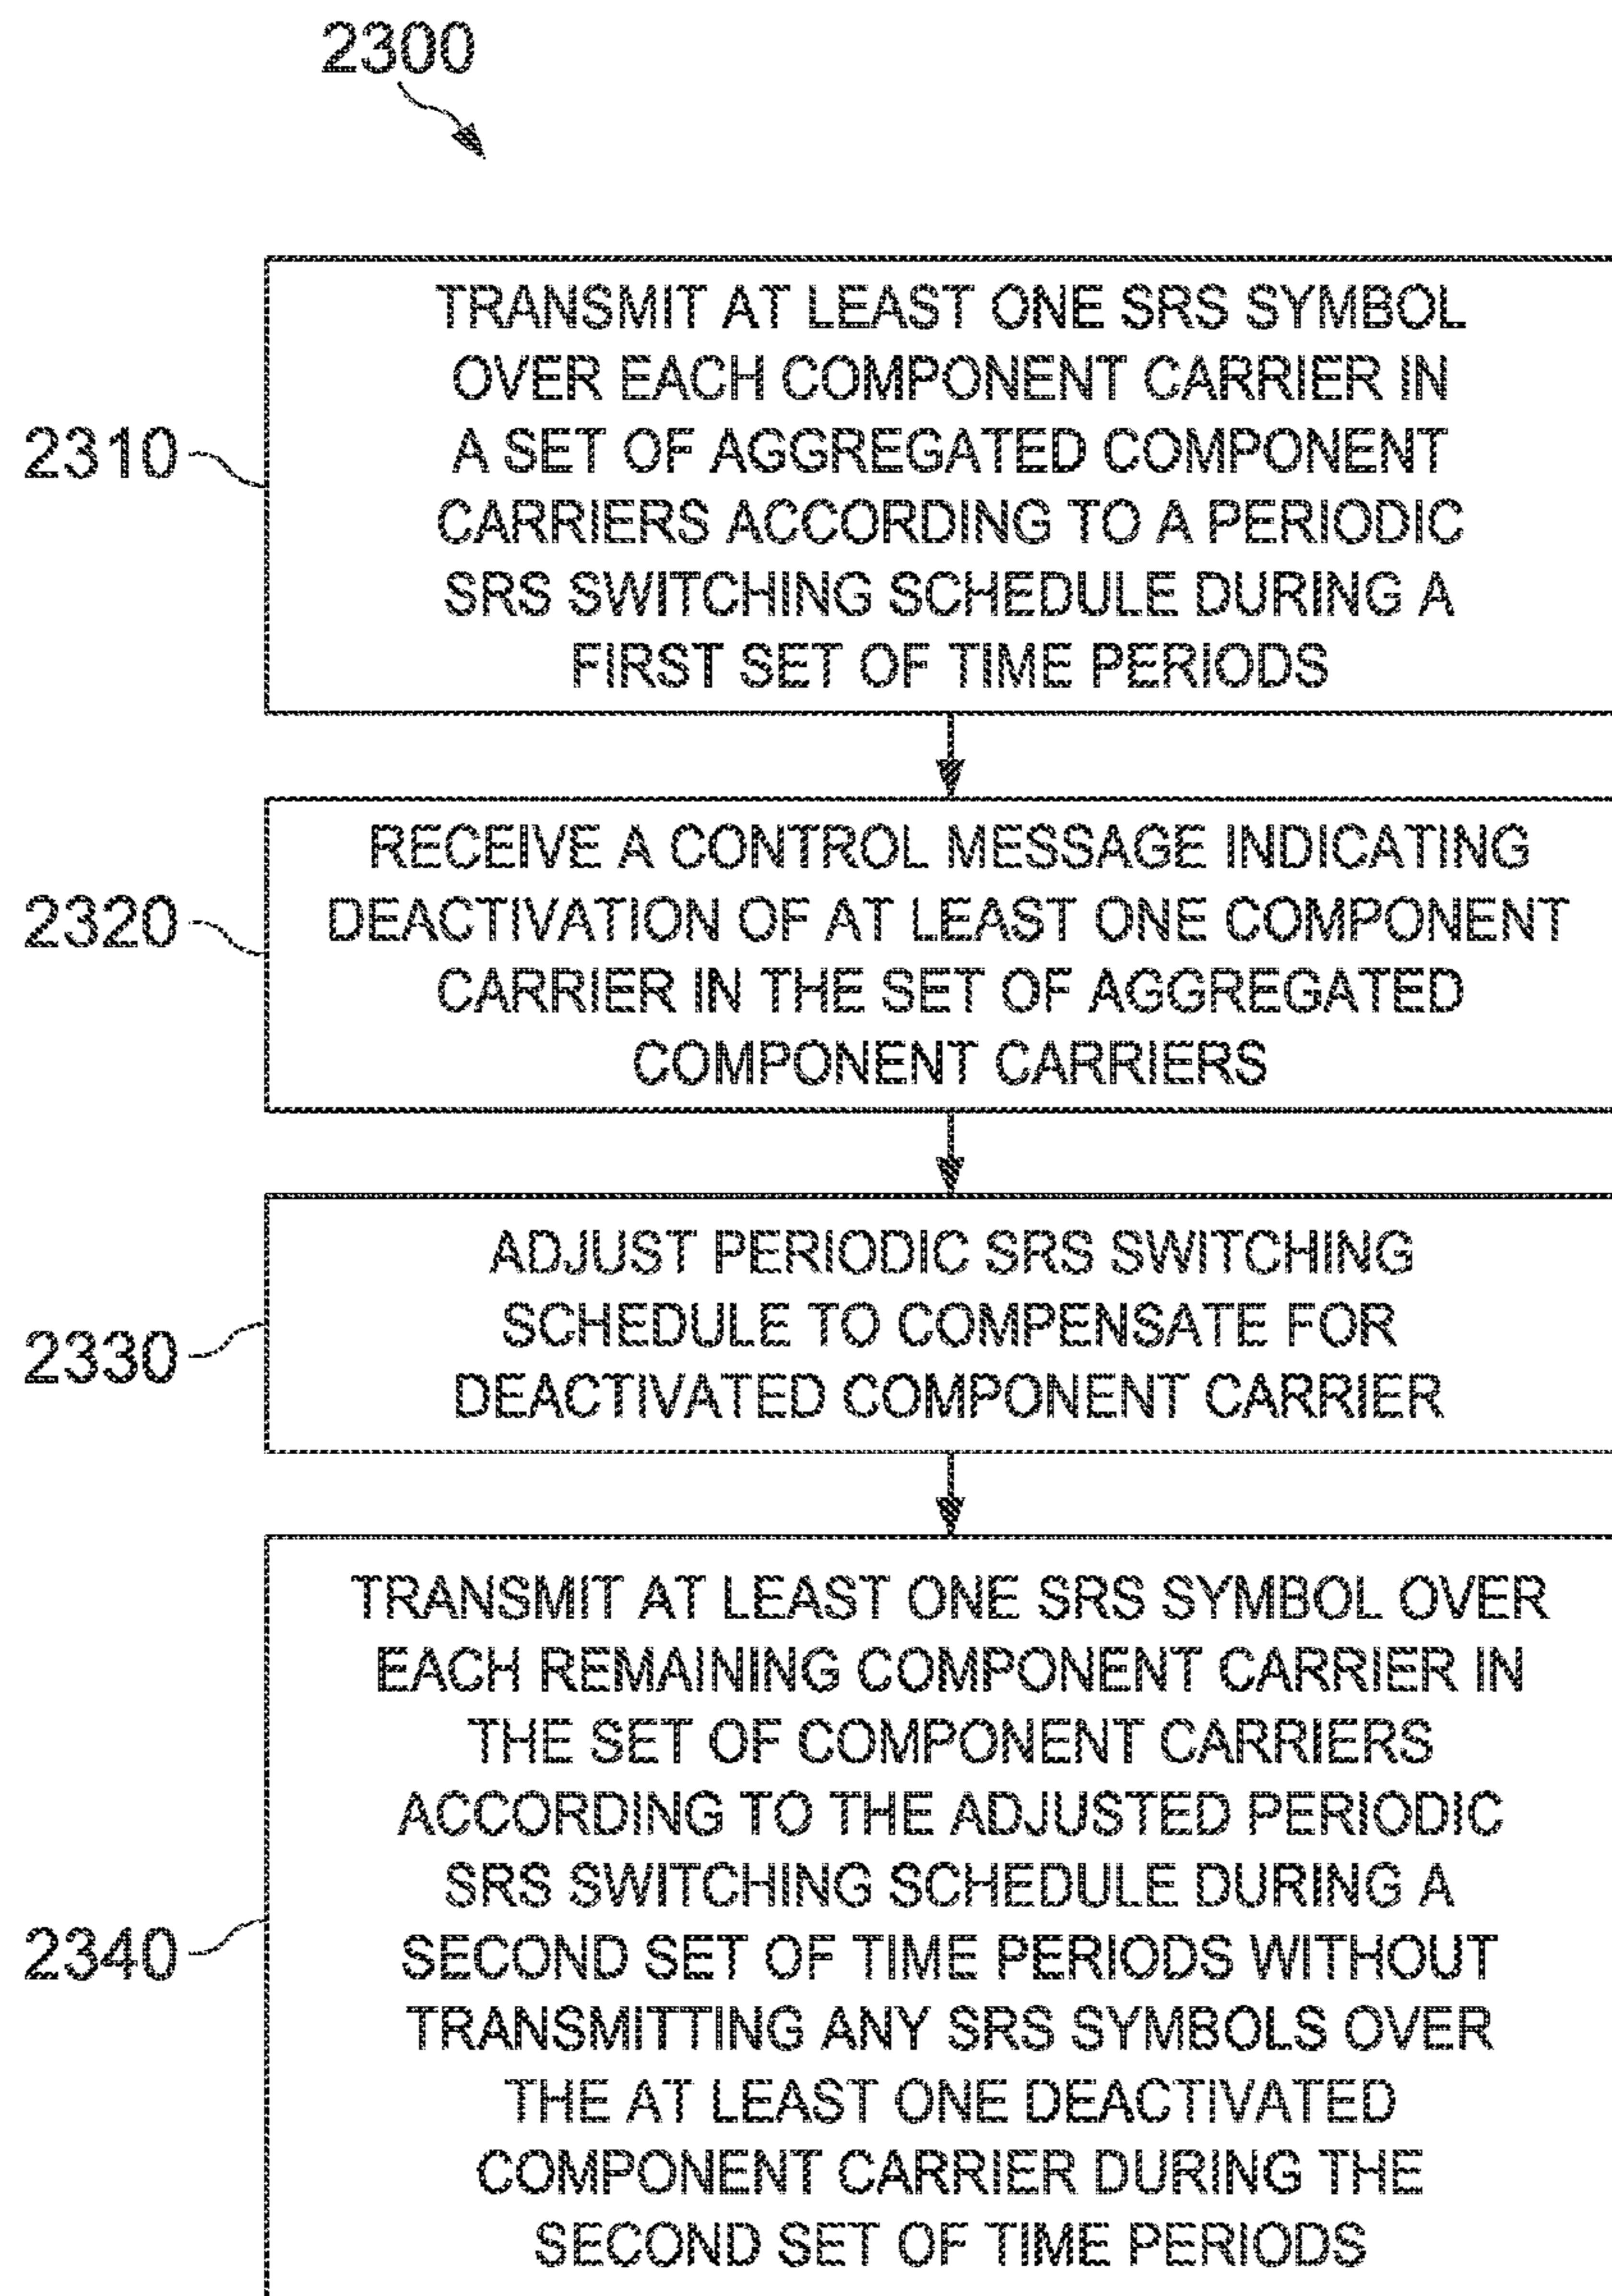 2300
TRANSMIT AT LEAST ONE SRS SYMBOL
OVER EACH COMPONENT CARRIER IN
A SET OF AGGREGATED COMPONENT
CARRIERS ACCORDING TO A PERIODIC
SRS SWITCHING SCHEDULE DURING A
FIRST SET OF TIME PERIODS
2310
RECEIVE A CONTROL MESSAGE INDICATING
DEACTIVATION OF AT LEAST ONE COMPONENT
CARRIER IN THE SET OF AGGREGATED
COMPONENT CARRIERS
2320
ADJUST PERIODIC SRS SWITCHING
SCHEDULE TO COMPENSATE FOR
DEACTIVATED COMPONENT CARRIER
2330
TRANSMIT AT LEAST ONE SRS SYMBOL OVER
EACH REMAINING COMPONENT CARRIER IN
THE SET OF COMPONENT CARRIERS
ACCORDING TO THE ADJUSTED PERIODIC
SRS SWITCHING SCHEDULE DURING A
SECOND SET OF TIME PERIODS WITHOUT
TRANSMITTING ANY SRS SYMBOLS OVER
THE AT LEAST ONE DEACTIVATED
COMPONENT CARRIER DURING THE
SECOND SET OF TIME PERIODS
2340